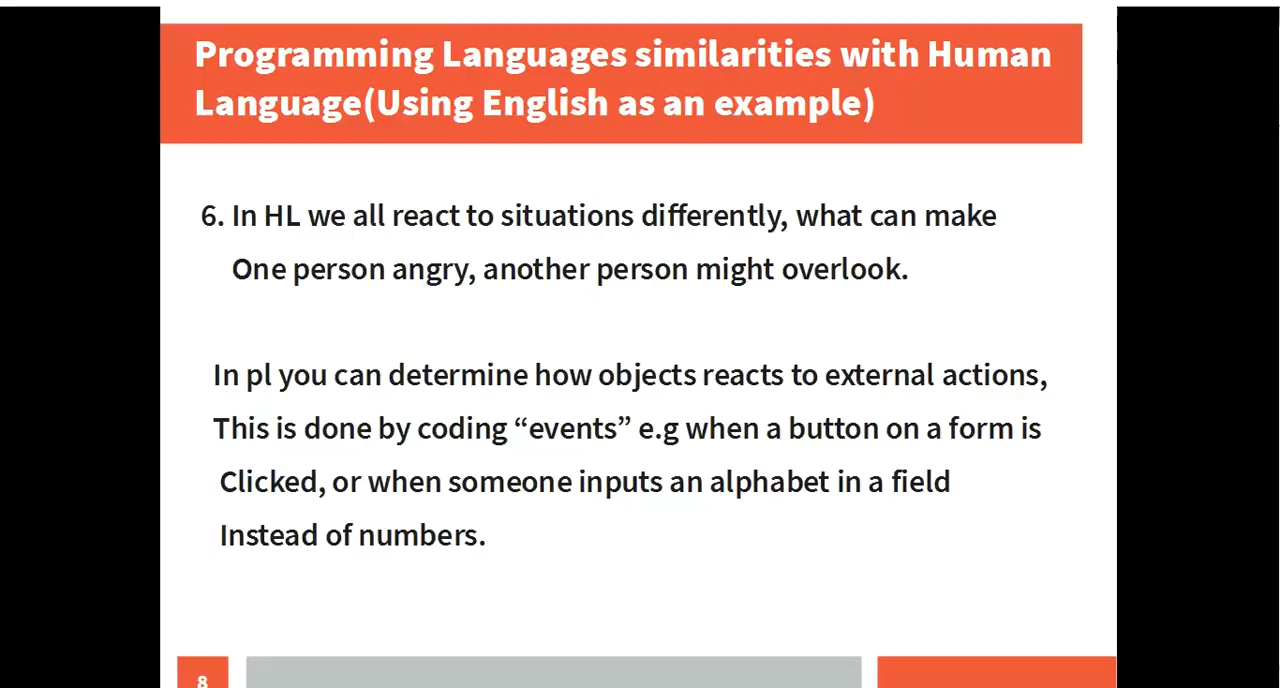 Programming Languages similarities with Human
Language(Using English as an example)
6. In HL we all react to situations differently, what can make
One person angry, another person might overlook.
In pl you can determine how objects reacts to external actions,
This is done by coding “events” e.g when a button on a form is
Clicked, or when someone inputs an alphabet in a field
Instead of numbers.
8